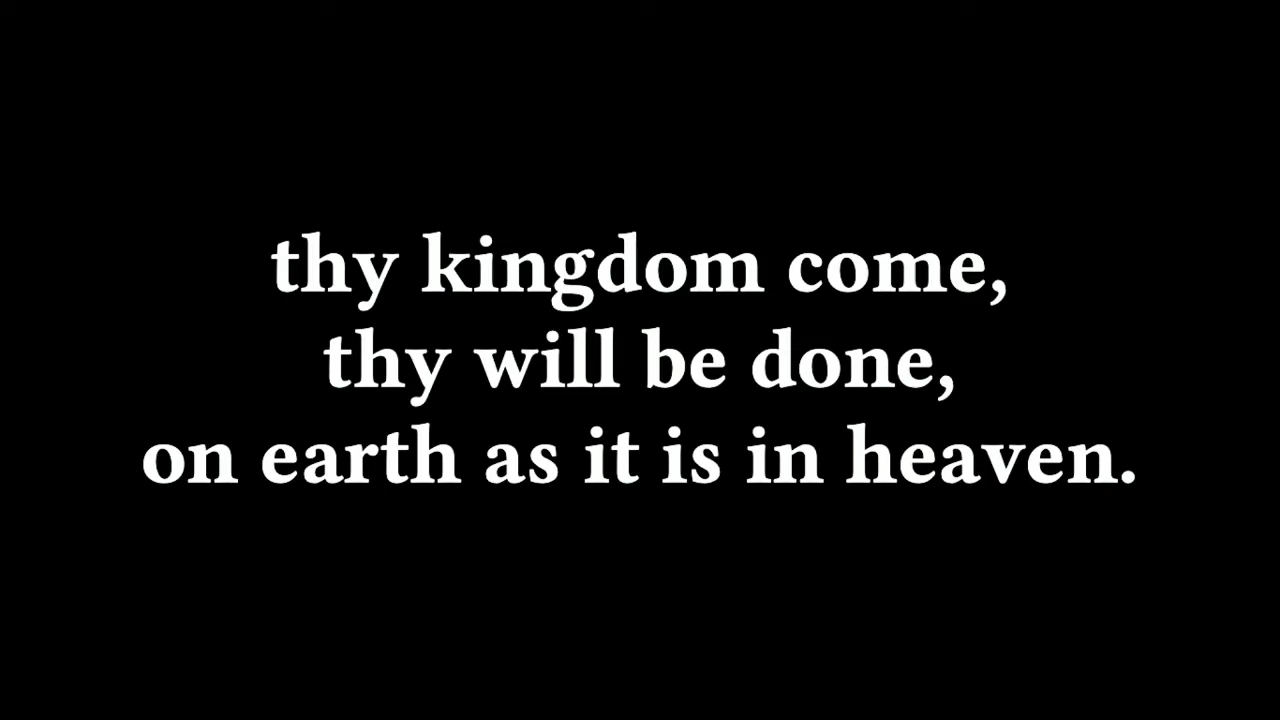 thy kingdom come,
thy will be done,
on earth as it is in heaven.